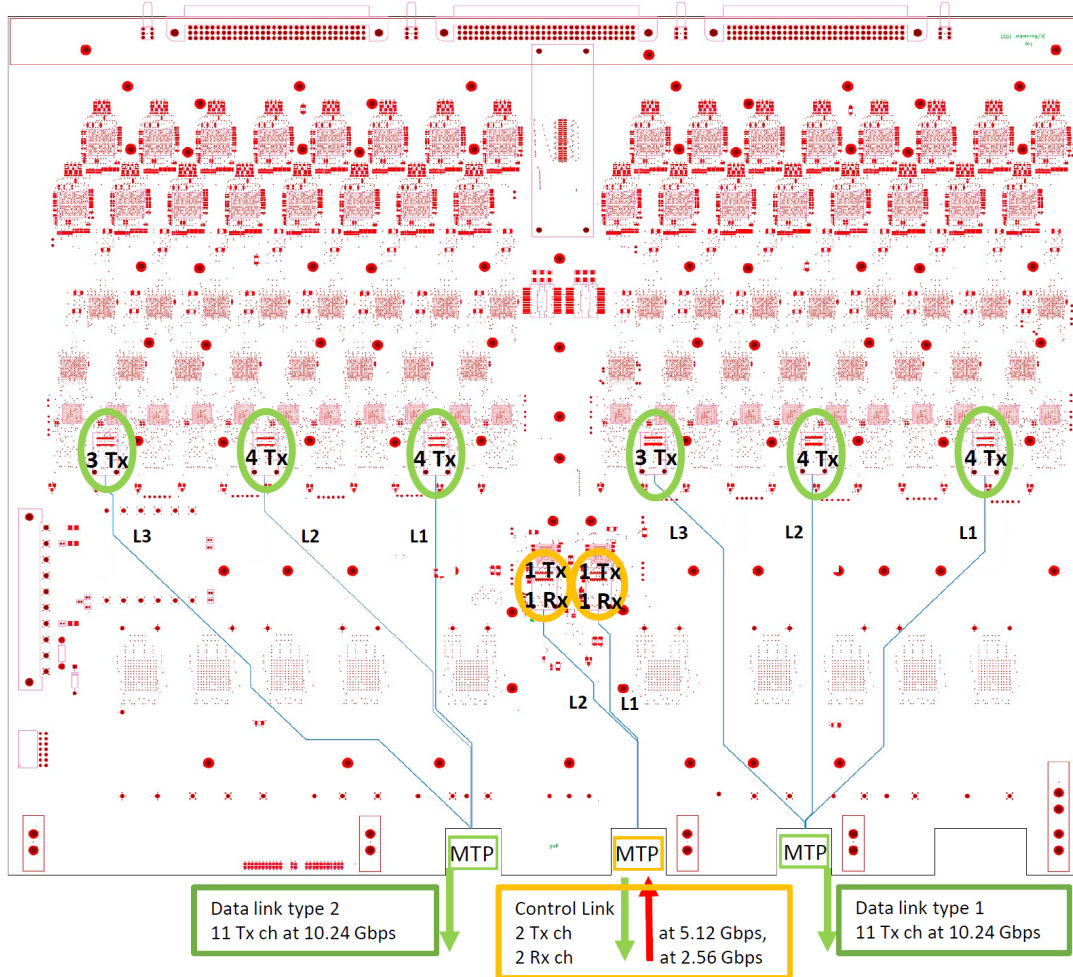 3 Tx
4 Tx
4 Tx
3 Tx
4 Tx
4 Tx
L3
L2
L1
L3
L2
L1
1 Tx
1 Rx
1 Tx
1 Rx
L2
L1
MTP
MTP
MTP
Data link type 2
11 Tx ch at 10.24 Gbps
Control Link
2 Tx ch at 5.12 Gbps,
2 Rx ch at 2.56 Gbps
Data link type 1
11 Tx ch at 10.24 Gbps